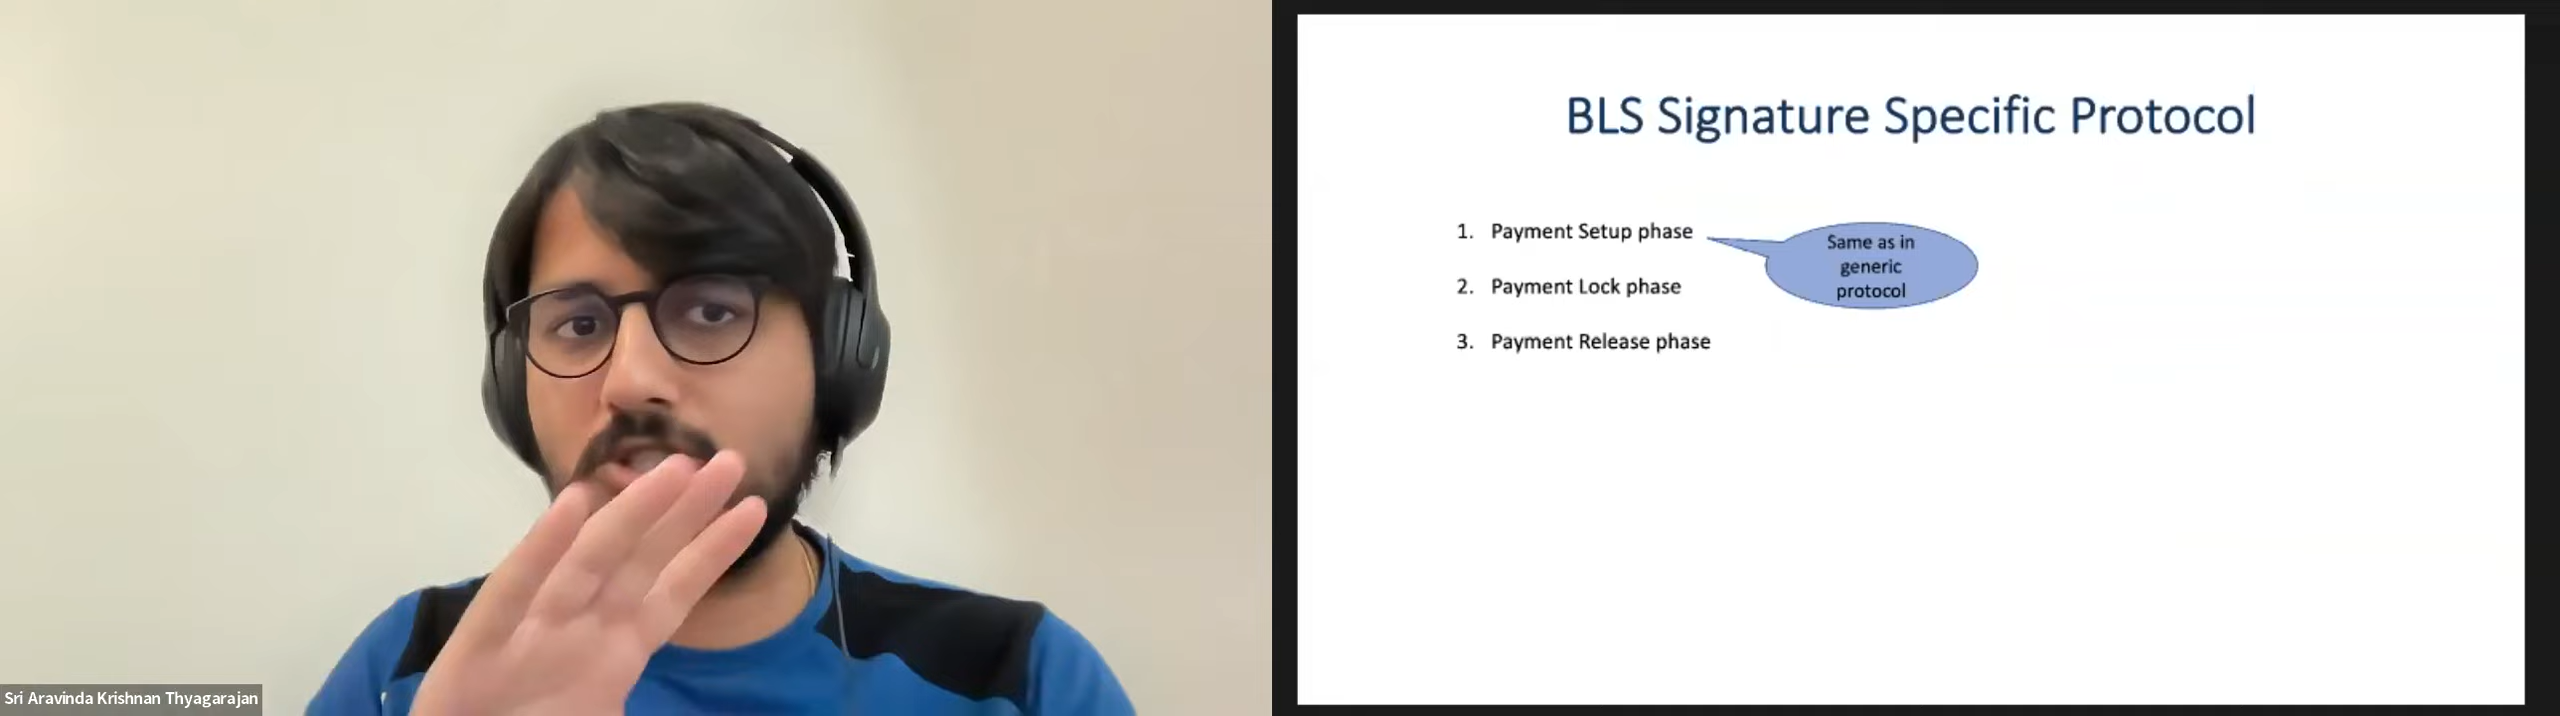 BLS Signature Specific Protocol
1. Payment Setup phase
Same as in
generic
protocol
2. Payment Lock phase
3. Payment Release phase
Sri Aravinda Krishnan Thyagarajan